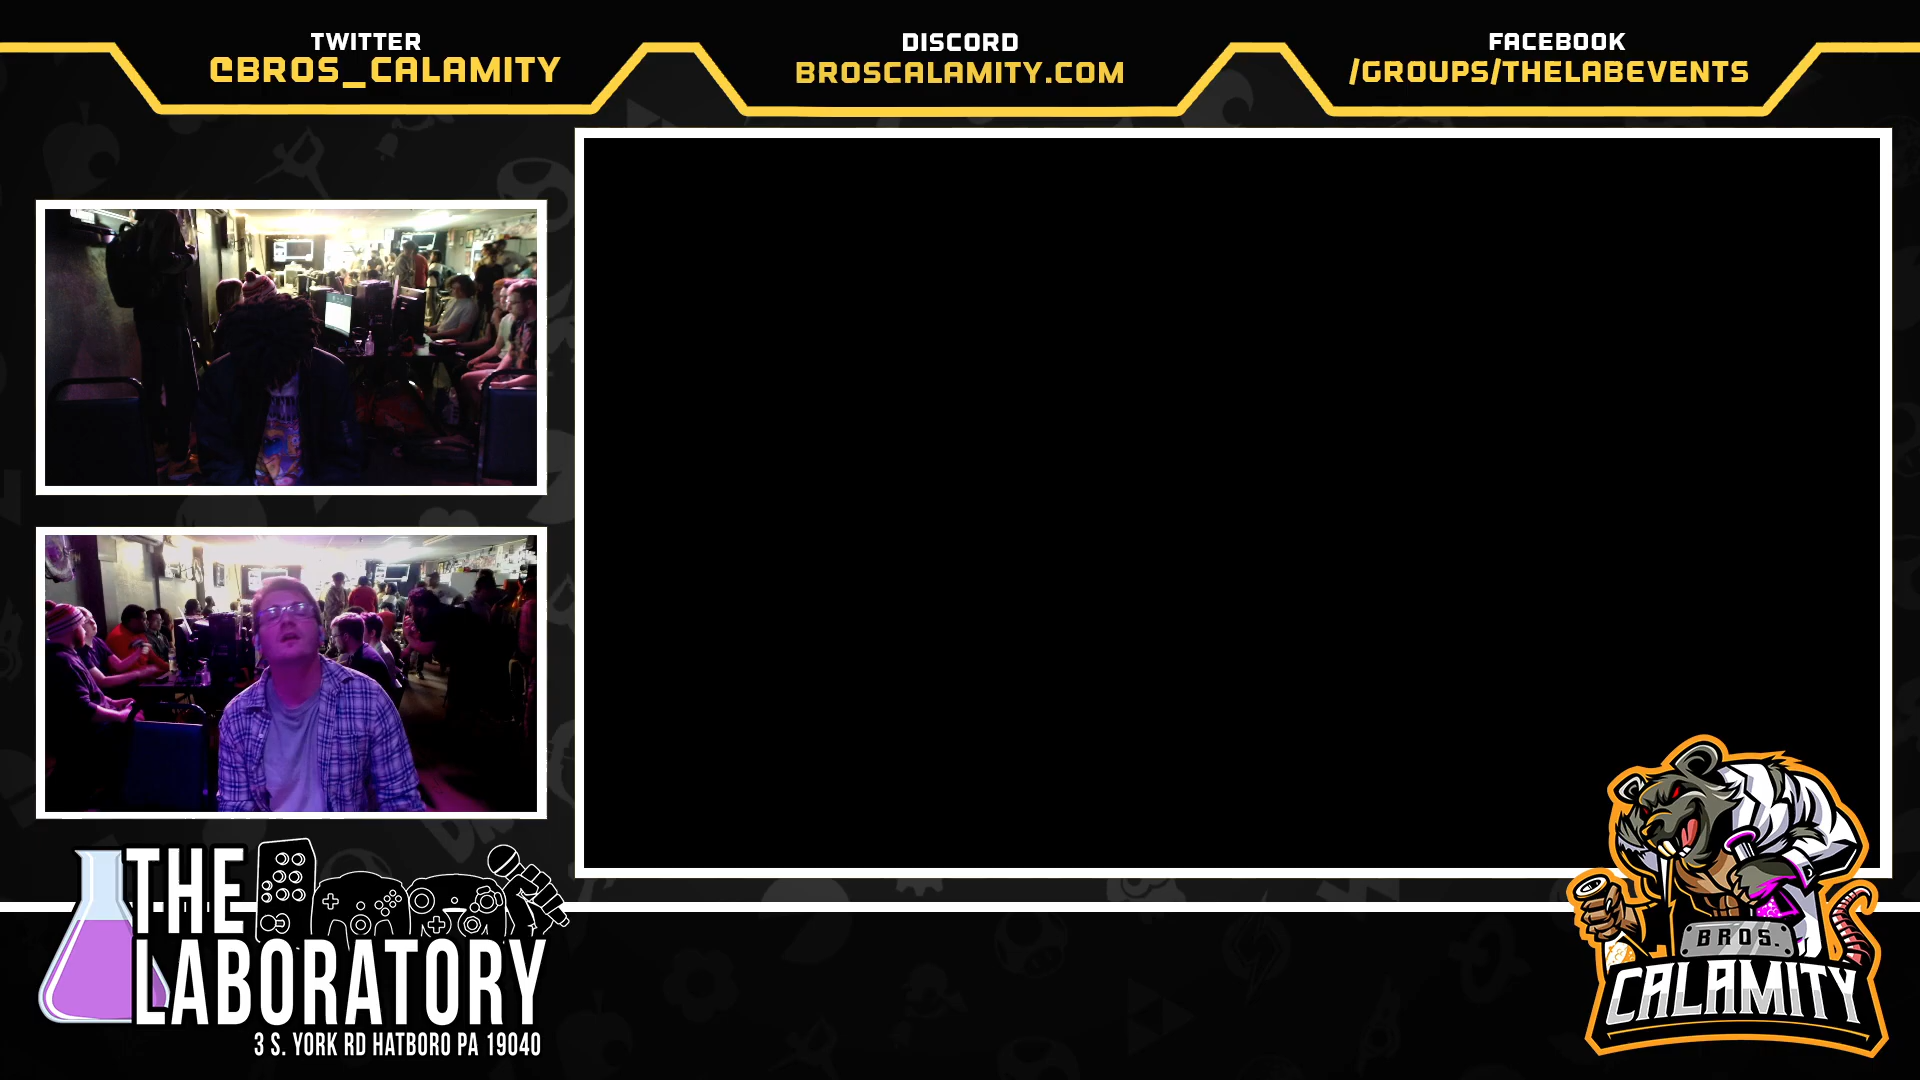 TWITTER
@BROS_CALAMITY
DISCORD
BROSCALAMITY.COM
FACEBOOK
/GROUPS/THELABEVENTS
THE
LABORATORY
3 S. YORK RD HATBORO PA 19040
BROS.
CALAMITY